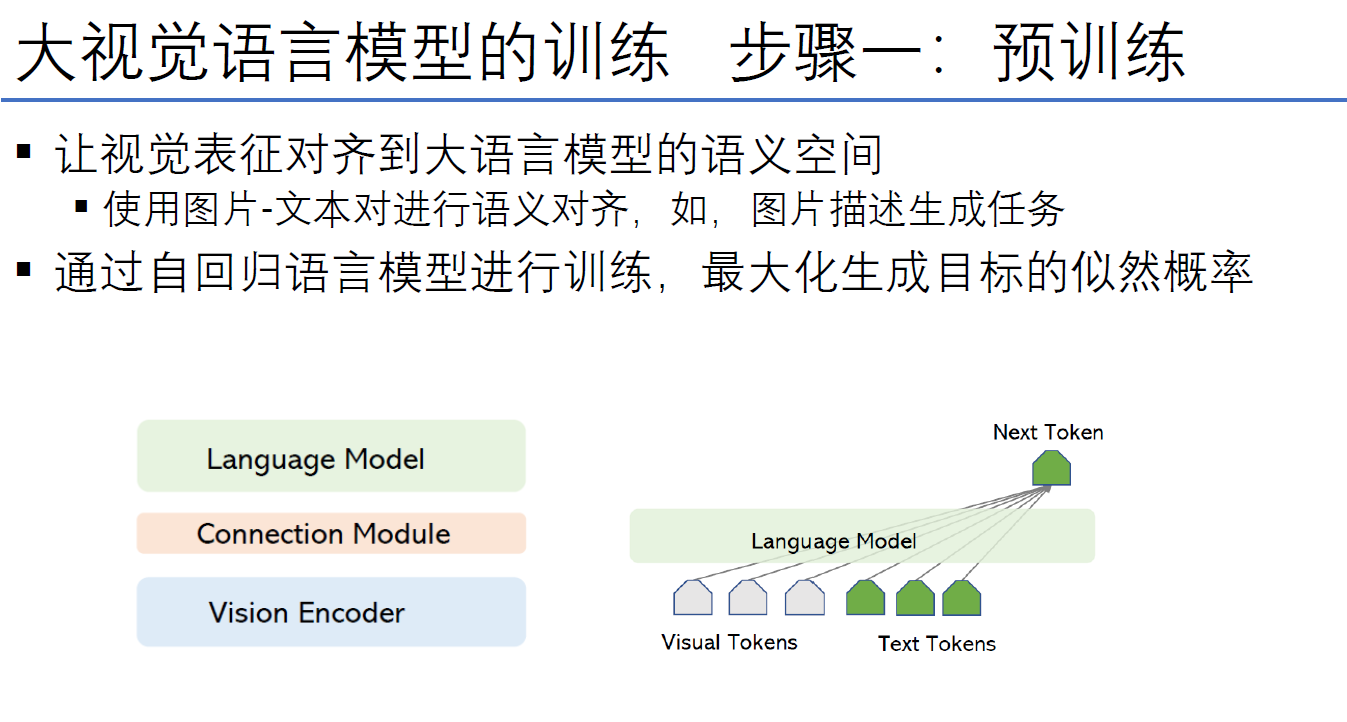 大视觉语言模型的训练 步骤一：预训练
▪ 让视觉表征对齐到大语言模型的语义空间
▪ 使用图片-文本对进行语义对齐，如，图片描述生成任务
▪ 通过自回归语言模型进行训练，最大化生成目标的似然概率
Language Model
Connection Module
Vision Encoder
Next Token
Language Model
Visual Tokens
Text Tokens